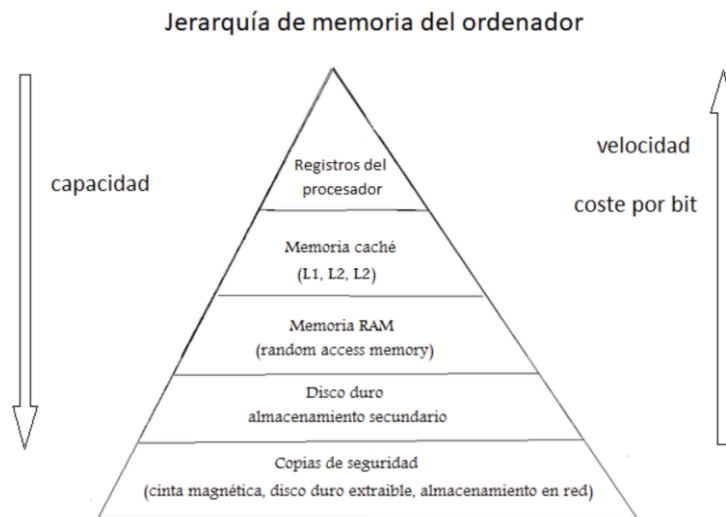 Jerarquía de memoria del ordenador
capacidad
velocidad
coste por bit
Registros del
procesador
Memoria caché
(L1, L2, L2)
Memoria RAM
(random access memory)
Disco duro
almacenamiento secundario
Copias de seguridad
(cinta magnética, disco duro extraible, almacenamiento en red)